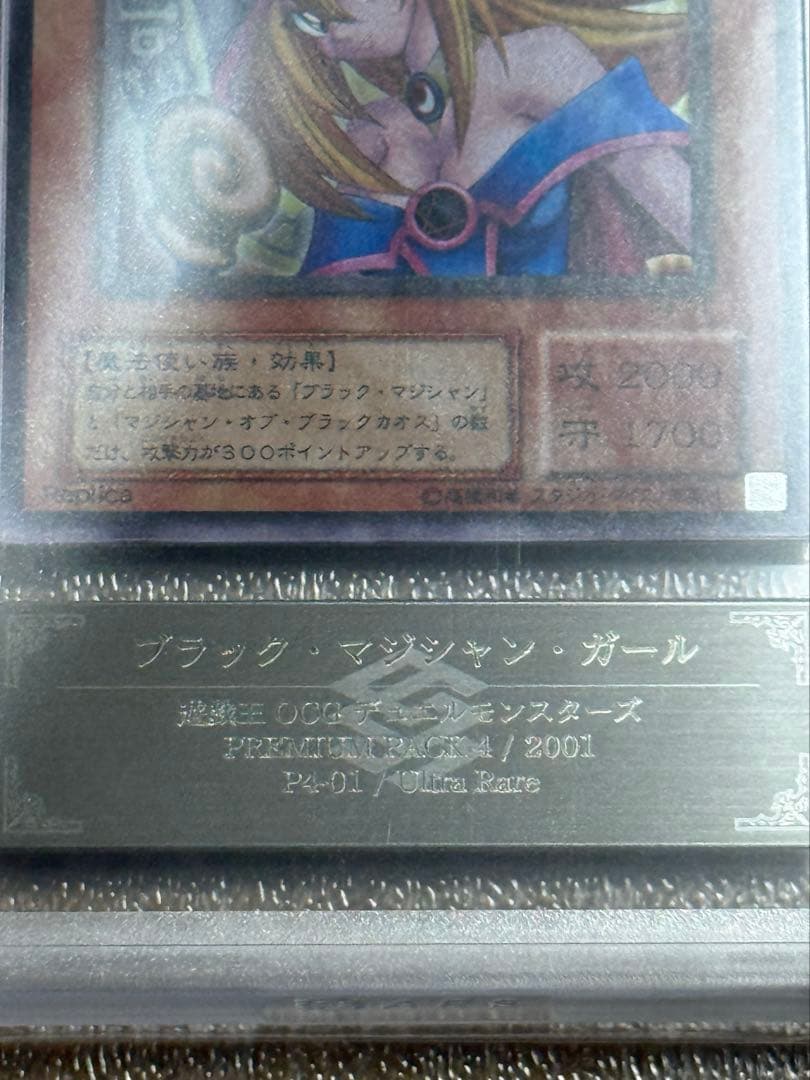 【魔法使い族・効果】
自分と相手の墓地にある「ブラック・マジシャン」
と「マジシャン・オブ・ブラックカオス」の数
だけ、攻撃力が３００ポイントアップする。
攻 2000
守 1700
Replica
ブラック・マジシャン・ガール
遊戯王 OCG デュエルモンスターズ
PREMIUM PACK 4 / 2001
P4-01 / Ultra Rare